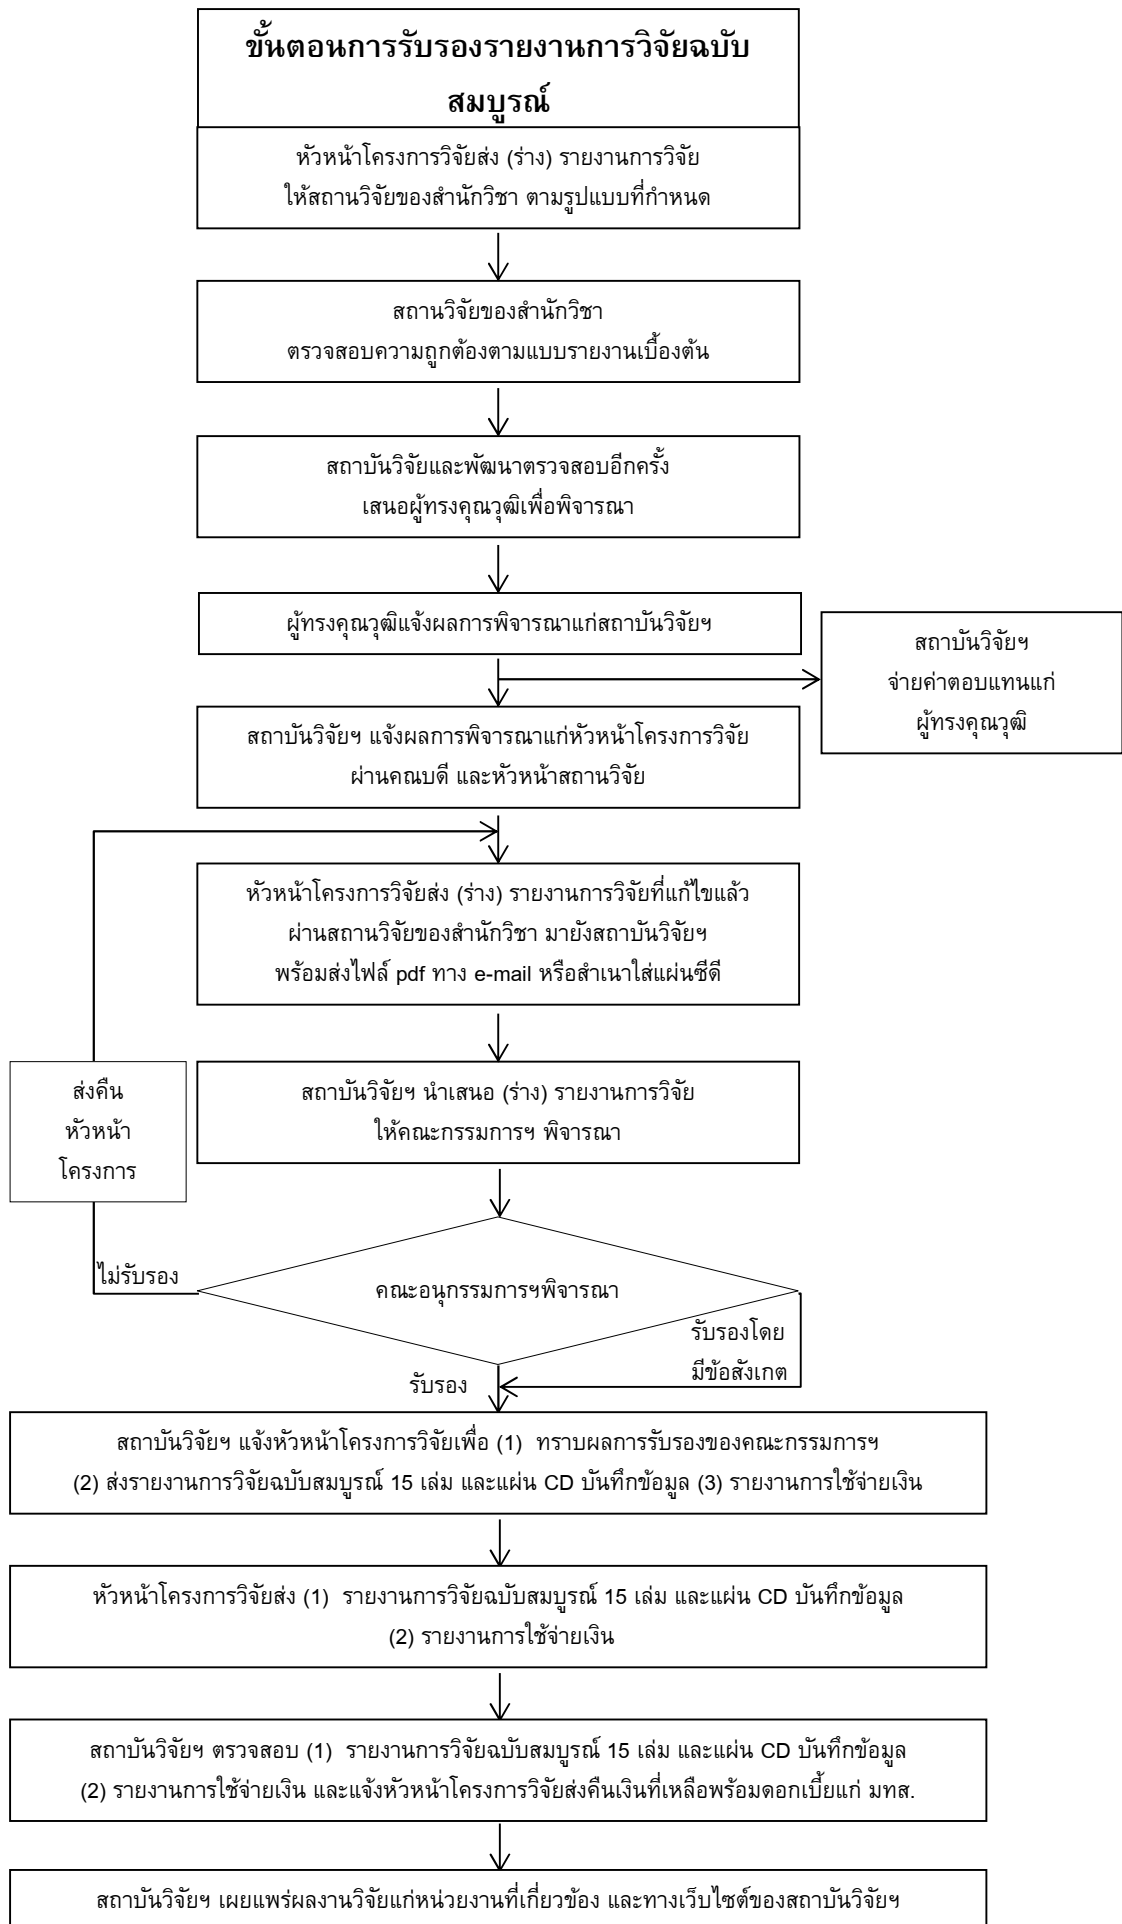 ขั้นตอนการรับรองรายงานการวิจัยฉบับ
สมบูรณ์
หัวหน้าโครงการวิจัยส่ง (ร่าง) รายงานการวิจัย
ให้สถานวิจัยของสำนักวิชา ตามรูปแบบที่กำหนด
สถานวิจัยของสำนักวิชา
ตรวจสอบความถูกต้องตามแบบรายงานเบื้องต้น
สถาบันวิจัยและพัฒนาตรวจสอบอีกครั้ง
เสนอผู้ทรงคุณวุฒิเพื่อพิจารณา
ผู้ทรงคุณวุฒิแจ้งผลการพิจารณาแก่สถาบันวิจัยฯ
สถาบันวิจัยฯ
จ่ายค่าตอบแทนแก่
ผู้ทรงคุณวุฒิ
สถาบันวิจัยฯ แจ้งผลการพิจารณาแก่หัวหน้าโครงการวิจัย
ผ่านคณบดี และหัวหน้าสถานวิจัย
หัวหน้าโครงการวิจัยส่ง (ร่าง) รายงานการวิจัยที่แก้ไขแล้ว
ผ่านสถานวิจัยของสำนักวิชา มายังสถาบันวิจัยฯ
พร้อมส่งไฟล์ pdf ทาง e-mail หรือสำเนาใส่แผ่นซีดี
ส่งคืน
หัวหน้า
โครงการ
สถาบันวิจัยฯ นำเสนอ (ร่าง) รายงานการวิจัย
ให้คณะกรรมการฯ พิจารณา
ไม่รับรอง
คณะอนุกรรมการฯพิจารณา
รับรองโดย
มีข้อสังเกต
รับรอง
สถาบันวิจัยฯ แจ้งหัวหน้าโครงการวิจัยเพื่อ (1) ทราบผลการรับรองของคณะกรรมการฯ
(2) ส่งรายงานการวิจัยฉบับสมบูรณ์ 15 เล่ม และแผ่น CD บันทึกข้อมูล (3) รายงานการใช้จ่ายเงิน
หัวหน้าโครงการวิจัยส่ง (1) รายงานการวิจัยฉบับสมบูรณ์ 15 เล่ม และแผ่น CD บันทึกข้อมูล
(2) รายงานการใช้จ่ายเงิน
สถาบันวิจัยฯ ตรวจสอบ (1) รายงานการวิจัยฉบับสมบูรณ์ 15 เล่ม และแผ่น CD บันทึกข้อมูล
(2) รายงานการใช้จ่ายเงิน และแจ้งหัวหน้าโครงการวิจัยส่งคืนเงินที่เหลือพร้อมดอกเบี้ยแก่ มทส.
สถาบันวิจัยฯ เผยแพร่ผลงานวิจัยแก่หน่วยงานที่เกี่ยวข้อง และทางเว็บไซต์ของสถาบันวิจัยฯ